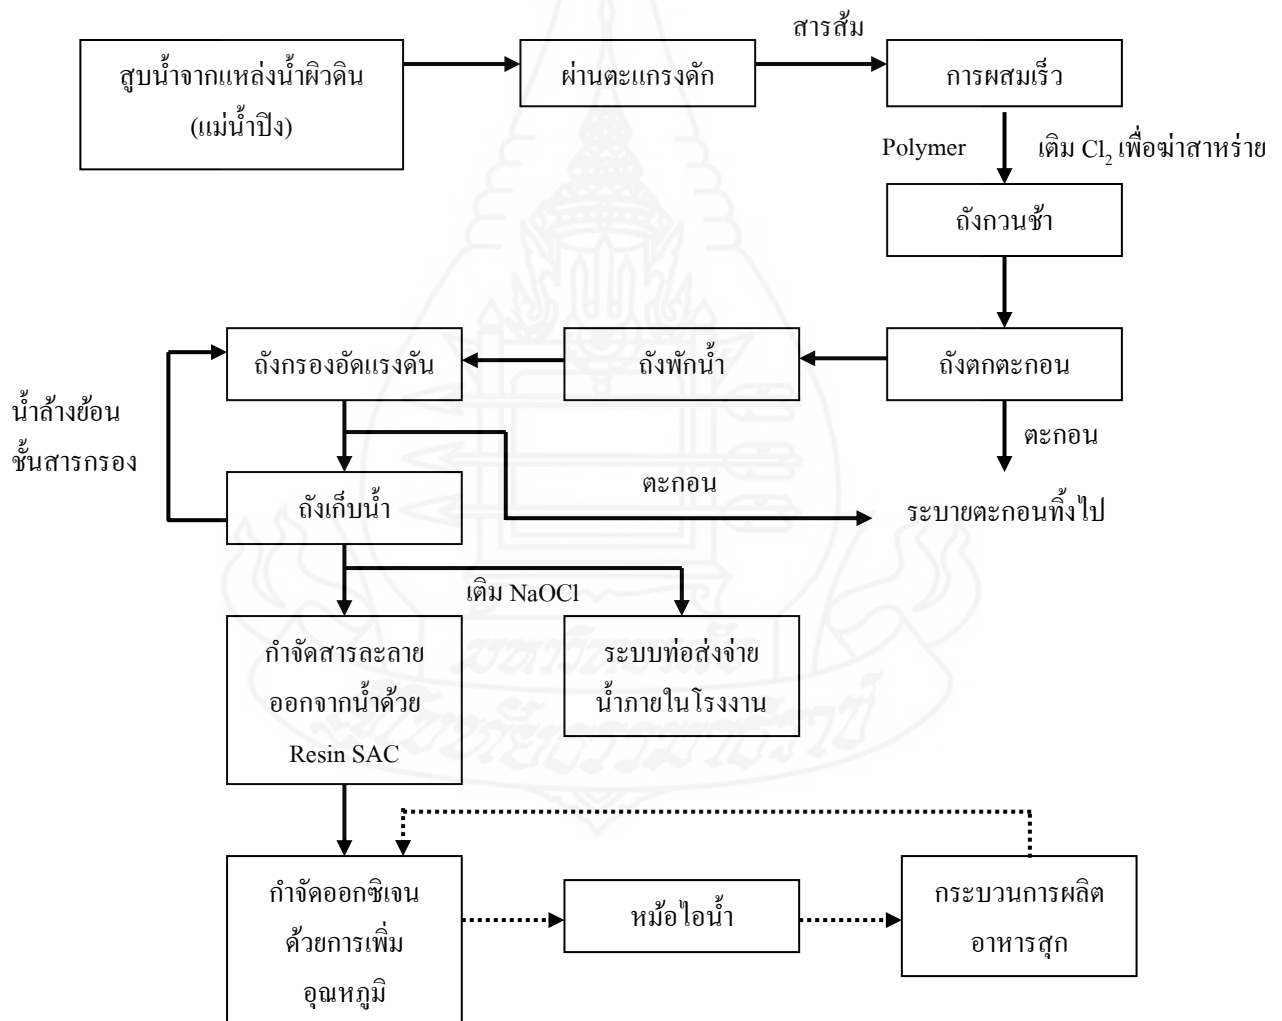 สารส้ม
สูบน้ำจากแหล่งน้ำผิวดิน
(แม่น้ำปิง)
ผ่านตะแกรงดัก
การผสมเร็ว
Polymer
เติม Cl₂ เพื่อฆ่าสาหร่าย
ถังกวนช้า
ถังกรองอัดแรงดัน
ถังพักน้ำ
ถังตกตะกอน
น้ำล้างย้อน
ชั้นสารกรอง
ตะกอน
ตะกอน
ถังเก็บน้ำ
ระบายตะกอนทิ้งไป
เติม NaOCl
กำจัดสารละลาย
ออกจากน้ำด้วย
Resin SAC
ระบบท่อส่งจ่าย
น้ำภายในโรงงาน
กำจัดออกซิเจน
ด้วยการเพิ่ม
อุณหภูมิ
หม้อไอน้ำ
กระบวนการผลิต
อาหารสุก